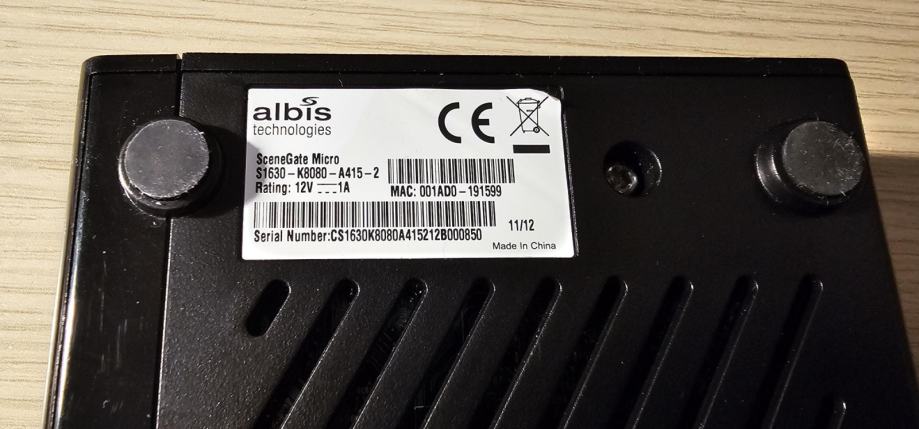 albis
technologies
SceneGate Micro
S1630-K8080-A415-2
Rating: 12V ⎓ 1A
MAC: 001AD0-191599
11/12
Serial Number:CS1630K8080A415212B000850
Made In China